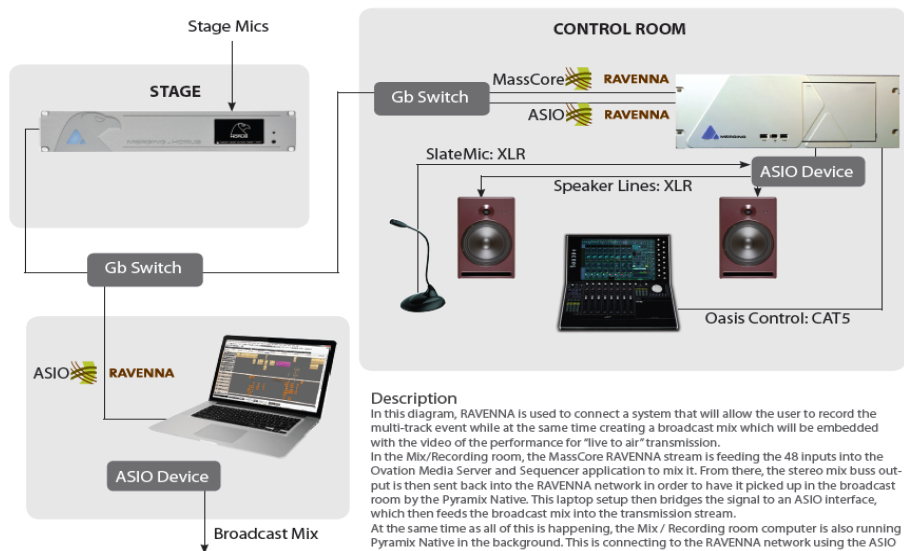 Stage Mics
STAGE
HORUS
MERGING - HORUS
CONTROL ROOM
Gb Switch
MassCore RAVENNA
ASIO RAVENNA
MERGING
ASIO Device
SlateMic: XLR
Speaker Lines: XLR
Oasis Control: CAT5
Gb Switch
ASIO RAVENNA
ASIO Device
Broadcast Mix
Description
In this diagram, RAVENNA is used to connect a system that will allow the user to record the
multi-track event while at the same time creating a broadcast mix which will be embedded
with the video of the performance for “live to air” transmission.
In the Mix/Recording room, the MassCore RAVENNA stream is feeding the 48 inputs into the
Ovation Media Server and Sequencer application to mix it. From there, the stereo mix buss out-
put is then sent back into the RAVENNA network in order to have it picked up in the broadcast
room by the Pyramix Native. This laptop setup then bridges the signal to an ASIO interface,
which then feeds the broadcast mix into the transmission stream.
At the same time as all of this is happening, the Mix / Recording room computer is also running
Pyramix Native in the background. This is connecting to the RAVENNA network using the ASIO